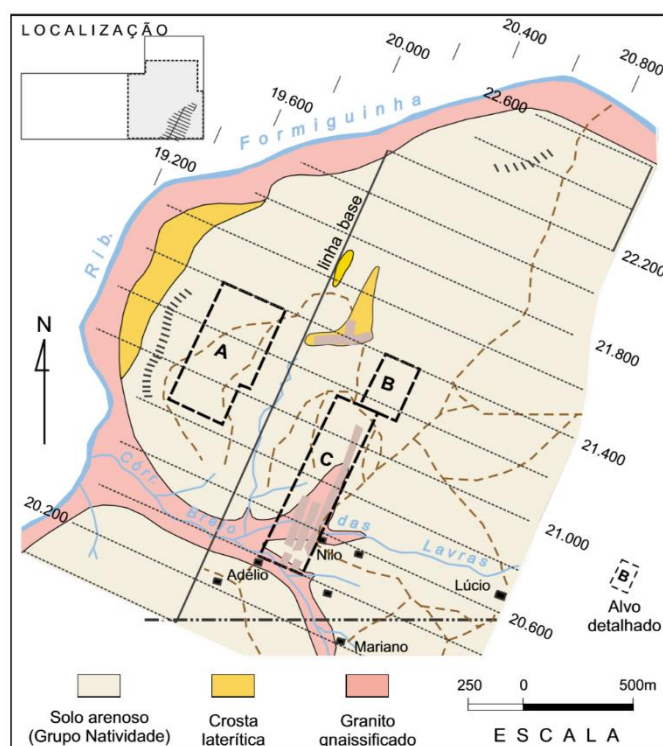 LOCALIZAÇÃO
20.000
20.400
20.800
19.600
19.200
22.600
Formiguinha
Rib.
linha base
22.200
N
A
B
21.800
C
21.400
20.200
Córr.
Brejo
das
Lavras
21.000
Nilo
Adélio
Lúcio
B
Alvo
detalhado
20.600
Mariano
Solo arenoso
(Grupo Natividade)
Crosta
laterítica
Granito
gnaissificado
250 0 500m
ESCALA